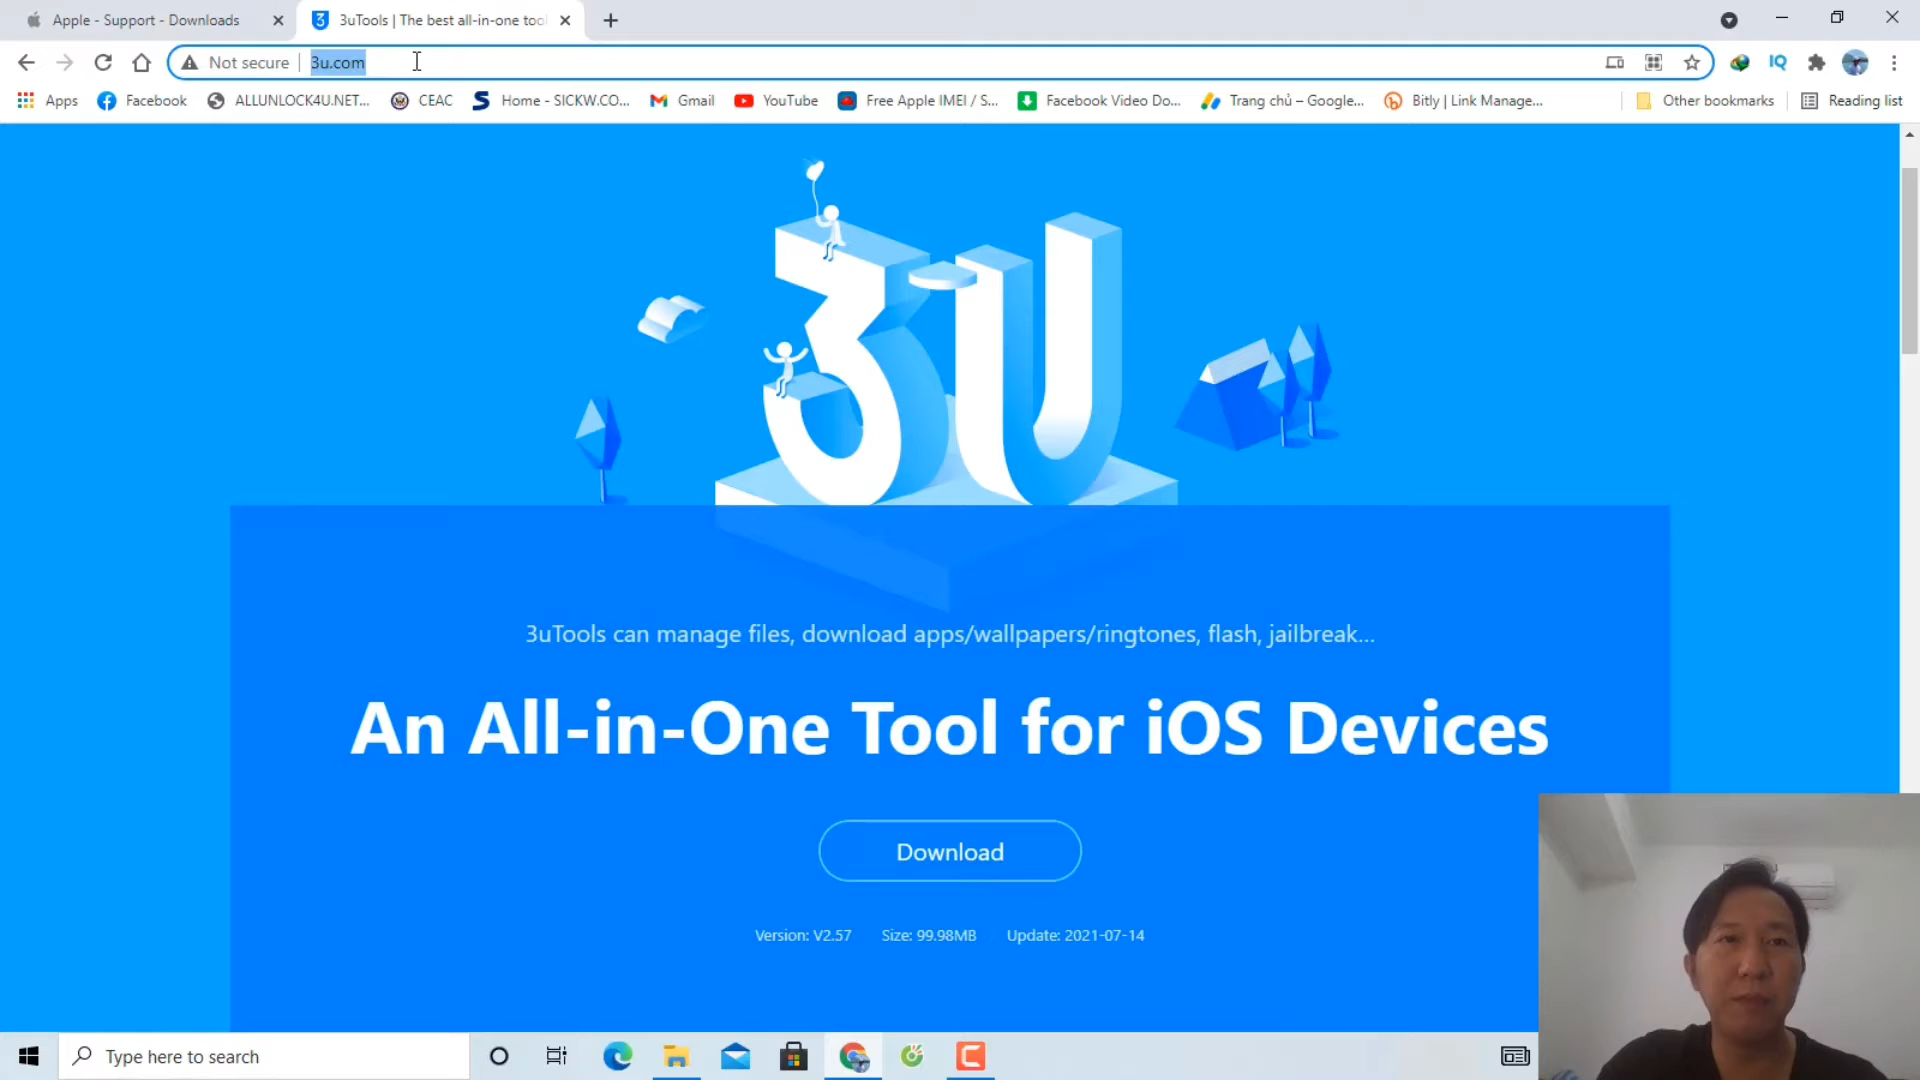 Apple - Support - Downloads
3uTools | The best all-in-one tool
Not secure
3u.com
IQ
Apps
Facebook
ALLUNLOCK4U.NET...
CEAC
Home - SICKW.CO...
Gmail
YouTube
Free Apple IMEI / S...
Facebook Video Do...
Trang chủ – Google...
Bitly | Link Manage...
Other bookmarks
Reading list
3U
3uTools can manage files, download apps/wallpapers/ringtones, flash, jailbreak...
An All-in-One Tool for iOS Devices
Download
Version: V2.57 Size: 99.98MB Update: 2021-07-14
Type here to search